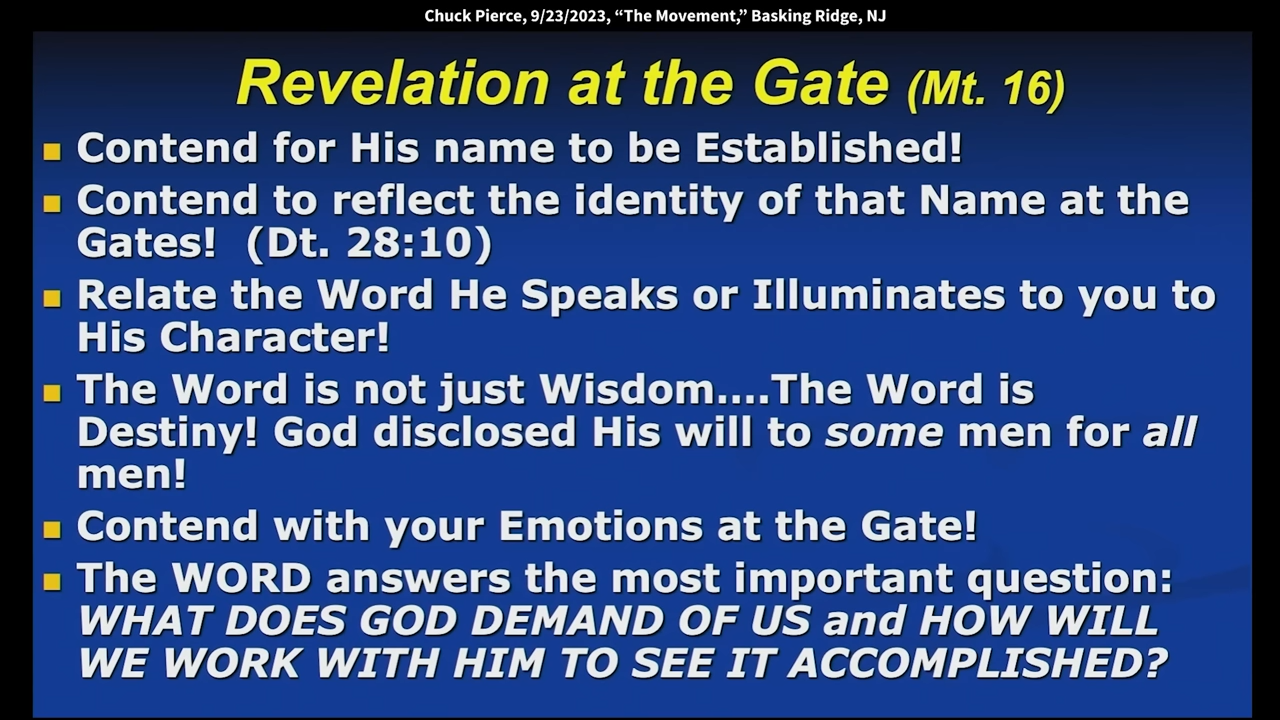 Chuck Pierce, 9/23/2023, “The Movement,” Basking Ridge, NJ
Revelation at the Gate (Mt. 16)
Contend for His name to be Established!
Contend to reflect the identity of that Name at the
Gates!  (Dt. 28:10)
Relate the Word He Speaks or Illuminates to you to
His Character!
The Word is not just Wisdom....The Word is
Destiny! God disclosed His will to some men for all
men!
Contend with your Emotions at the Gate!
The WORD answers the most important question:
WHAT DOES GOD DEMAND OF US and HOW WILL
WE WORK WITH HIM TO SEE IT ACCOMPLISHED?